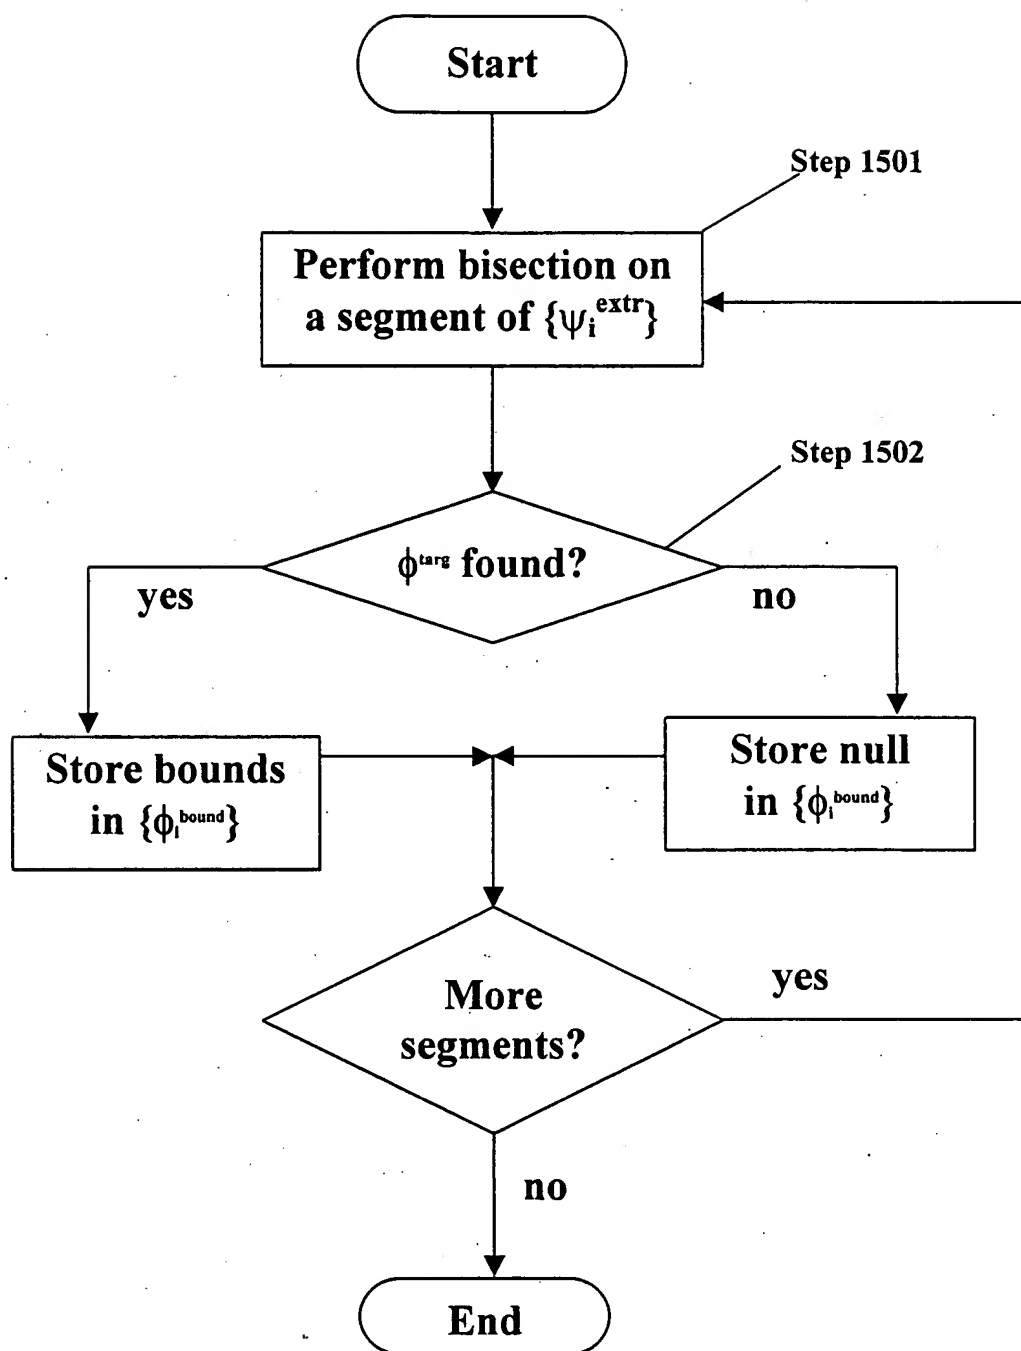 Start
Step 1501
Perform bisection on
a segment of {ψᵢᵉˣᵗʳ}
Step 1502
ϕᵗᵃʳᵍ found?
yes
no
Store bounds
in {ϕᵢᵇᵒᵘⁿᵈ}
Store null
in {ϕᵢᵇᵒᵘⁿᵈ}
More
segments?
yes
no
End